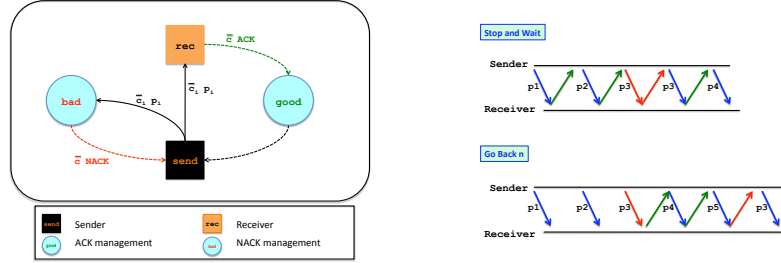 rec
c̅ ACK
bad
c̅ᵢ pᵢ
c̅ᵢ pᵢ
good
c̅ NACK
send
send Sender
rec Receiver
good ACK management
bad NACK management
Stop and Wait
Sender
p1 p2 p3 p3 p4
Receiver
Go Back n
Sender
p1 p2 p3 p4 p5 p3
Receiver